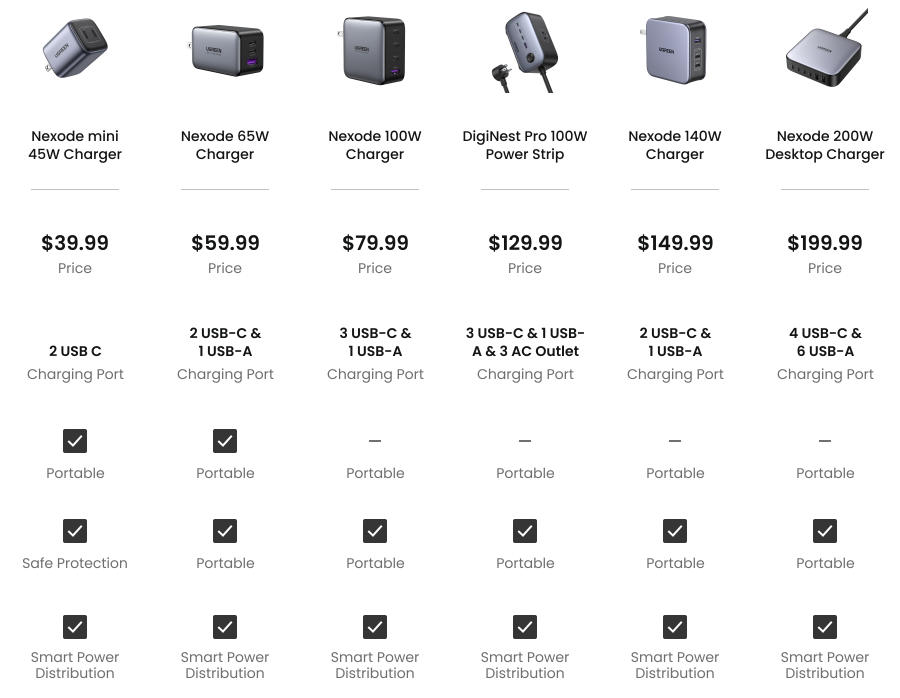 UGREEN
UGREEN
UGREEN
UGREEN
UGREEN
Nexode mini
45W Charger
Nexode 65W
Charger
Nexode 100W
Charger
DigiNest Pro 100W
Power Strip
Nexode 140W
Charger
Nexode 200W
Desktop Charger
$39.99
Price
$59.99
Price
$79.99
Price
$129.99
Price
$149.99
Price
$199.99
Price
2 USB C
Charging Port
2 USB-C &
1 USB-A
Charging Port
3 USB-C &
1 USB-A
Charging Port
3 USB-C & 1 USB-
A & 3 AC Outlet
Charging Port
2 USB-C &
1 USB-A
Charging Port
4 USB-C &
6 USB-A
Charging Port
Portable
Portable
– 
Portable
– 
Portable
– 
Portable
– 
Portable
Safe Protection
Portable
Portable
Portable
Portable
Portable
Smart Power
Distribution
Smart Power
Distribution
Smart Power
Distribution
Smart Power
Distribution
Smart Power
Distribution
Smart Power
Distribution